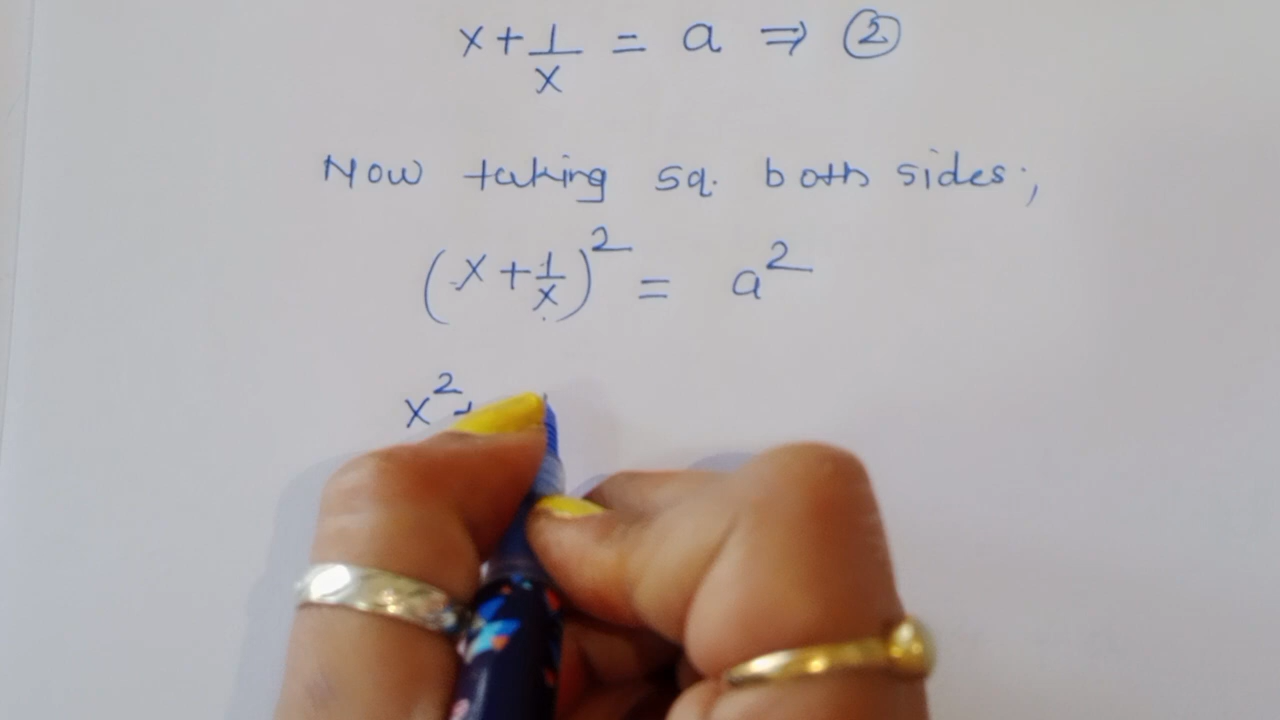 x + 1/x = a ⇒ ②
Now taking sq. both sides;
(x + 1/x)² = a²
x² +